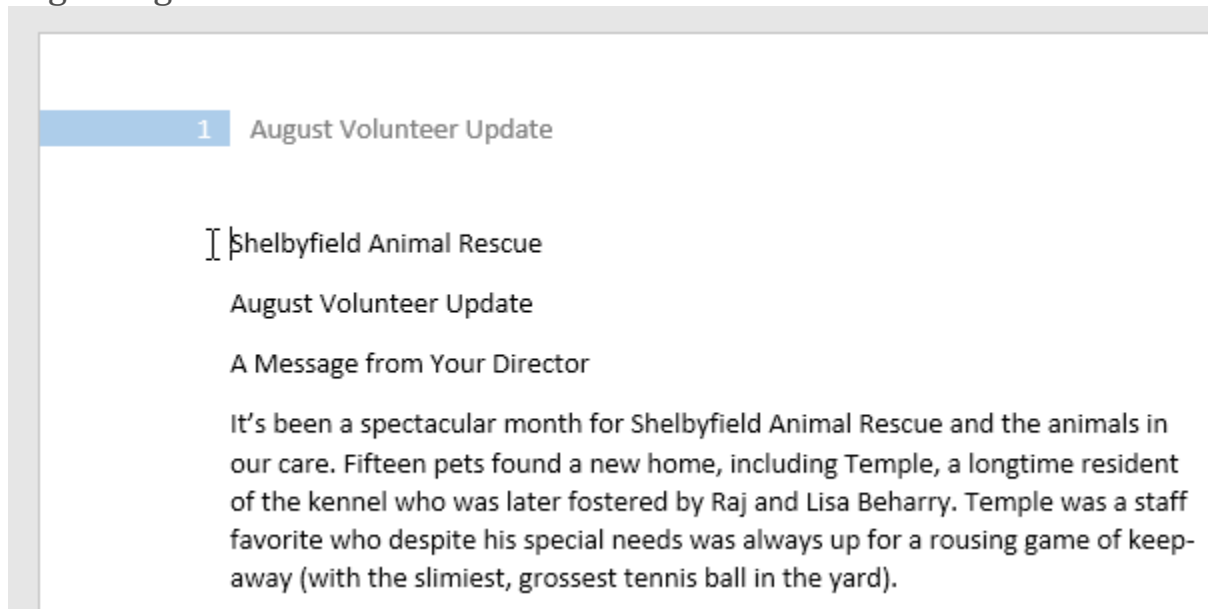 1 August Volunteer Update
Shelbyfield Animal Rescue
August Volunteer Update
A Message from Your Director
It’s been a spectacular month for Shelbyfield Animal Rescue and the animals in
our care. Fifteen pets found a new home, including Temple, a longtime resident
of the kennel who was later fostered by Raj and Lisa Beharry. Temple was a staff
favorite who despite his special needs was always up for a rousing game of keep-
away (with the slimiest, grossest tennis ball in the yard).